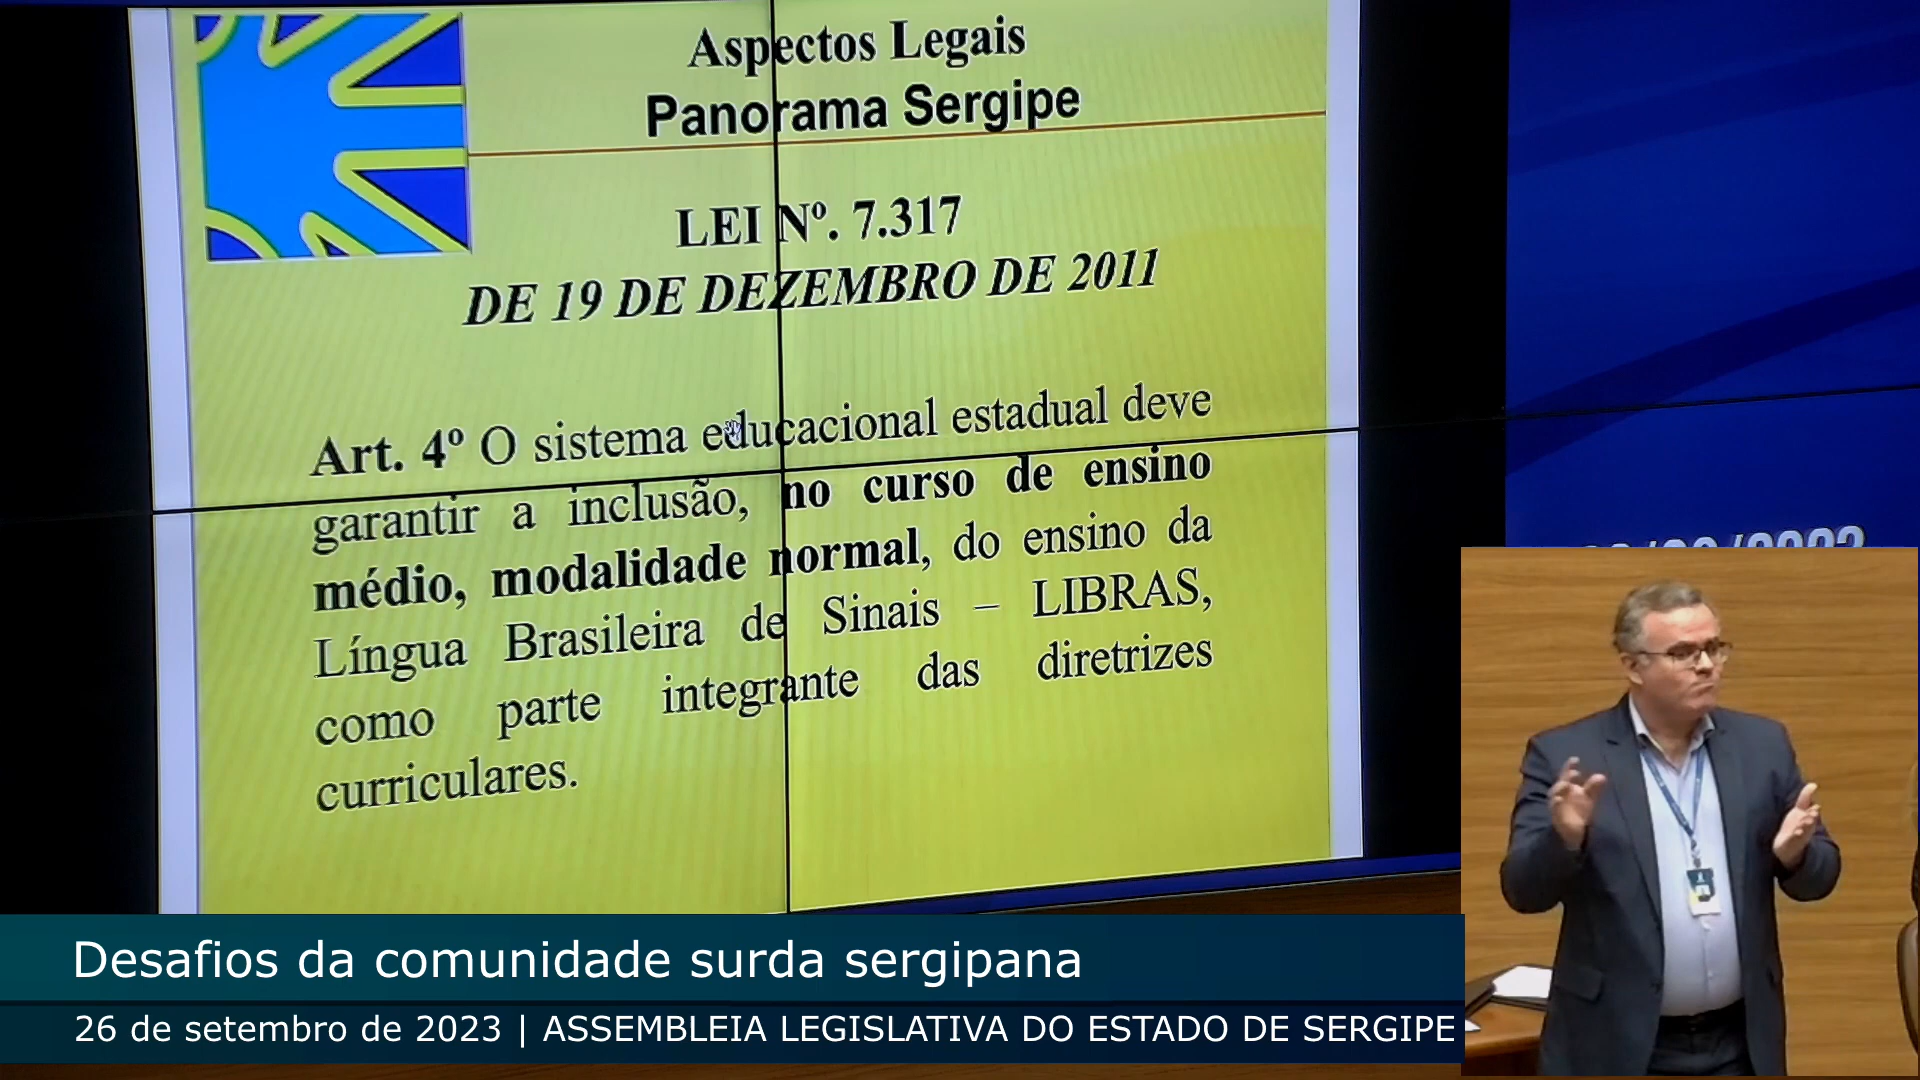 Aspectos Legais
Panorama Sergipe
LEI Nº. 7.317
DE 19 DE DEZEMBRO DE 2011
Art. 4º O sistema educacional estadual deve
garantir a inclusão, no curso de ensino
médio, modalidade normal, do ensino da
Língua Brasileira de Sinais – LIBRAS,
como parte integrante das diretrizes
curriculares.
Desafios da comunidade surda sergipana
26 de setembro de 2023 | ASSEMBLEIA LEGISLATIVA DO ESTADO DE SERGIPE